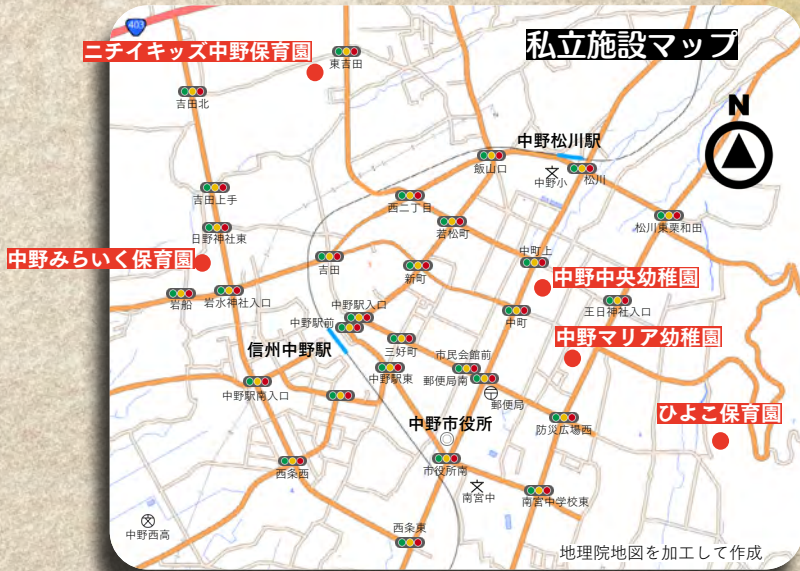 403
私立施設マップ
ニチイキッズ中野保育園
東吉田
吉田北
N
中野松川駅
飯山口
中野小
松川
吉田上手
西二丁目
若松町
松川東栗和田
日野神社東
中町上
中野みらいく保育園
吉田
新町
中野中央幼稚園
岩船
岩水神社入口
王日神社入口
中野駅入口
中町
中野駅前
中野マリア幼稚園
信州中野駅
三好町
市民会館前
中野駅東
郵便局南
中野駅南入口
郵便局
ひよこ保育園
中野市役所
防災広場西
市役所南
西条西
南宮中
南宮中学校東
中野西高
西条東
地理院地図を加工して作成